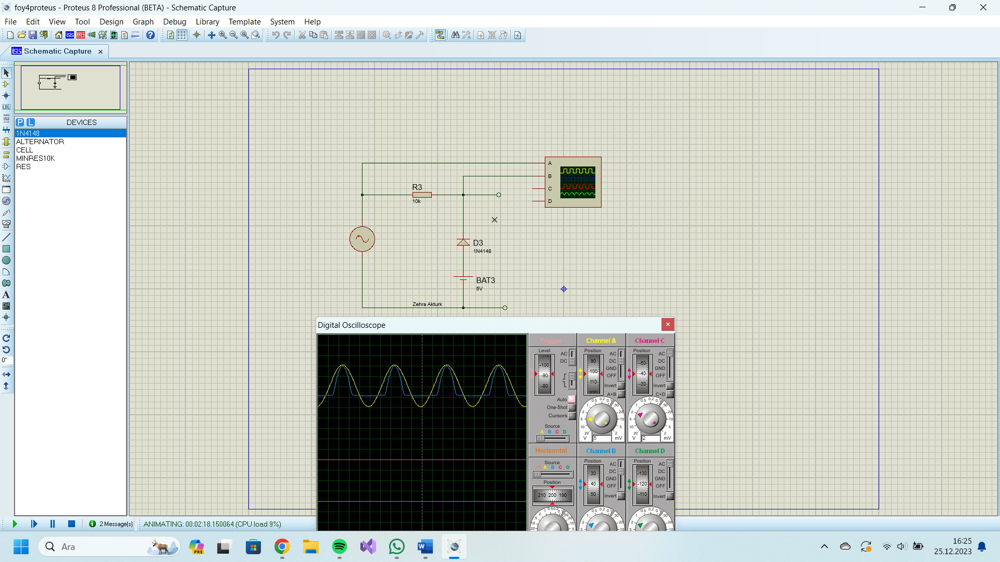 foy4proteus - Proteus 8 Professional (BETA) - Schematic Capture
File Edit View Tool Design Graph Debug Library Template System Help
Schematic Capture
P L DEVICES
1N4148
ALTERNATOR
CELL
MINRES10K
RES
LBL
A
S
0°
A
B
C
D
R3
10k
D3
1N4148
BAT3
5V
Zehra Akturk
Digital Oscilloscope
Trigger
Level
AC
DC
-100
-90
-80
Auto
One-Shot
Cursors
Source
A B C D
Channel A
Position
AC
DC
GND
OFF
90
100
110
120
Invert
A+B
V 5 mV
Channel C
Position
AC
DC
GND
OFF
-50
-40
-30
Invert
C+D
V 2 mV
Horizontal
Source
A B C D
Position
210 200 190
Channel B
Position
AC
DC
GND
OFF
30
40
50
Invert
Channel D
Position
AC
DC
GND
OFF
-130
-120
-110
Invert
2 Message(s)
ANIMATING: 00:02:18.150064 (CPU load 9%)
Ara
PRE
16:25
25.12.2023